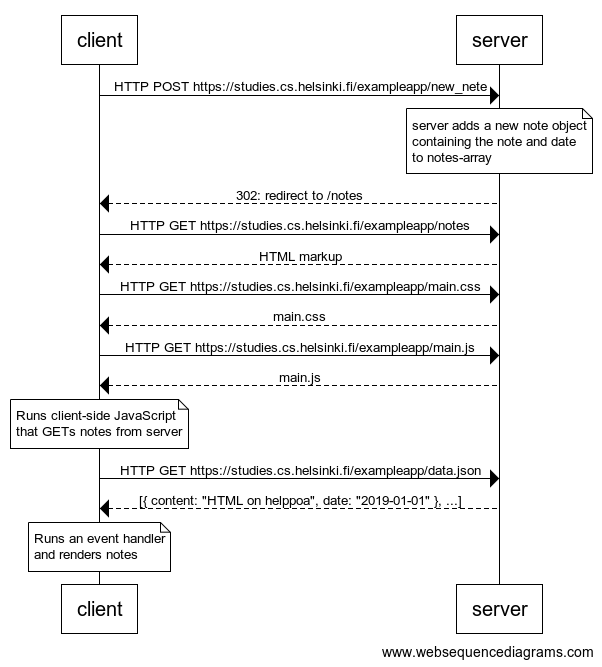 client
server
HTTP POST https://studies.cs.helsinki.fi/exampleapp/new_nete
server adds a new note object
containing the note and date
to notes-array
302: redirect to /notes
HTTP GET https://studies.cs.helsinki.fi/exampleapp/notes
HTML markup
HTTP GET https://studies.cs.helsinki.fi/exampleapp/main.css
main.css
HTTP GET https://studies.cs.helsinki.fi/exampleapp/main.js
main.js
Runs client-side JavaScript
that GETs notes from server
HTTP GET https://studies.cs.helsinki.fi/exampleapp/data.json
[{ content: "HTML on helppoa", date: "2019-01-01" }, ...]
Runs an event handler
and renders notes
client
server
www.websequencediagrams.com